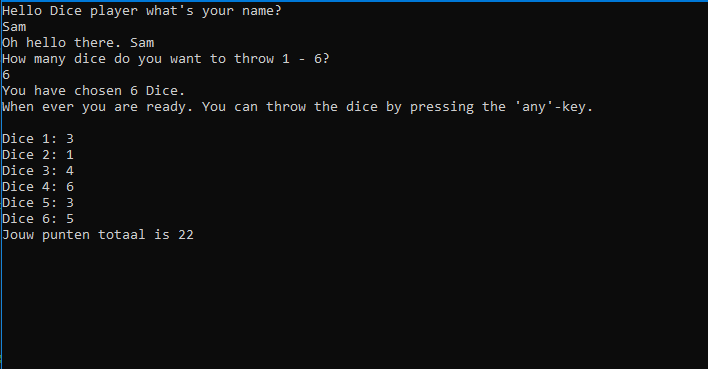 Hello Dice player what's your name?
Sam
Oh hello there. Sam
How many dice do you want to throw 1 - 6?
6
You have chosen 6 Dice.
When ever you are ready. You can throw the dice by pressing the 'any'-key.
Dice 1: 3
Dice 2: 1
Dice 3: 4
Dice 4: 6
Dice 5: 3
Dice 6: 5
Jouw punten totaal is 22